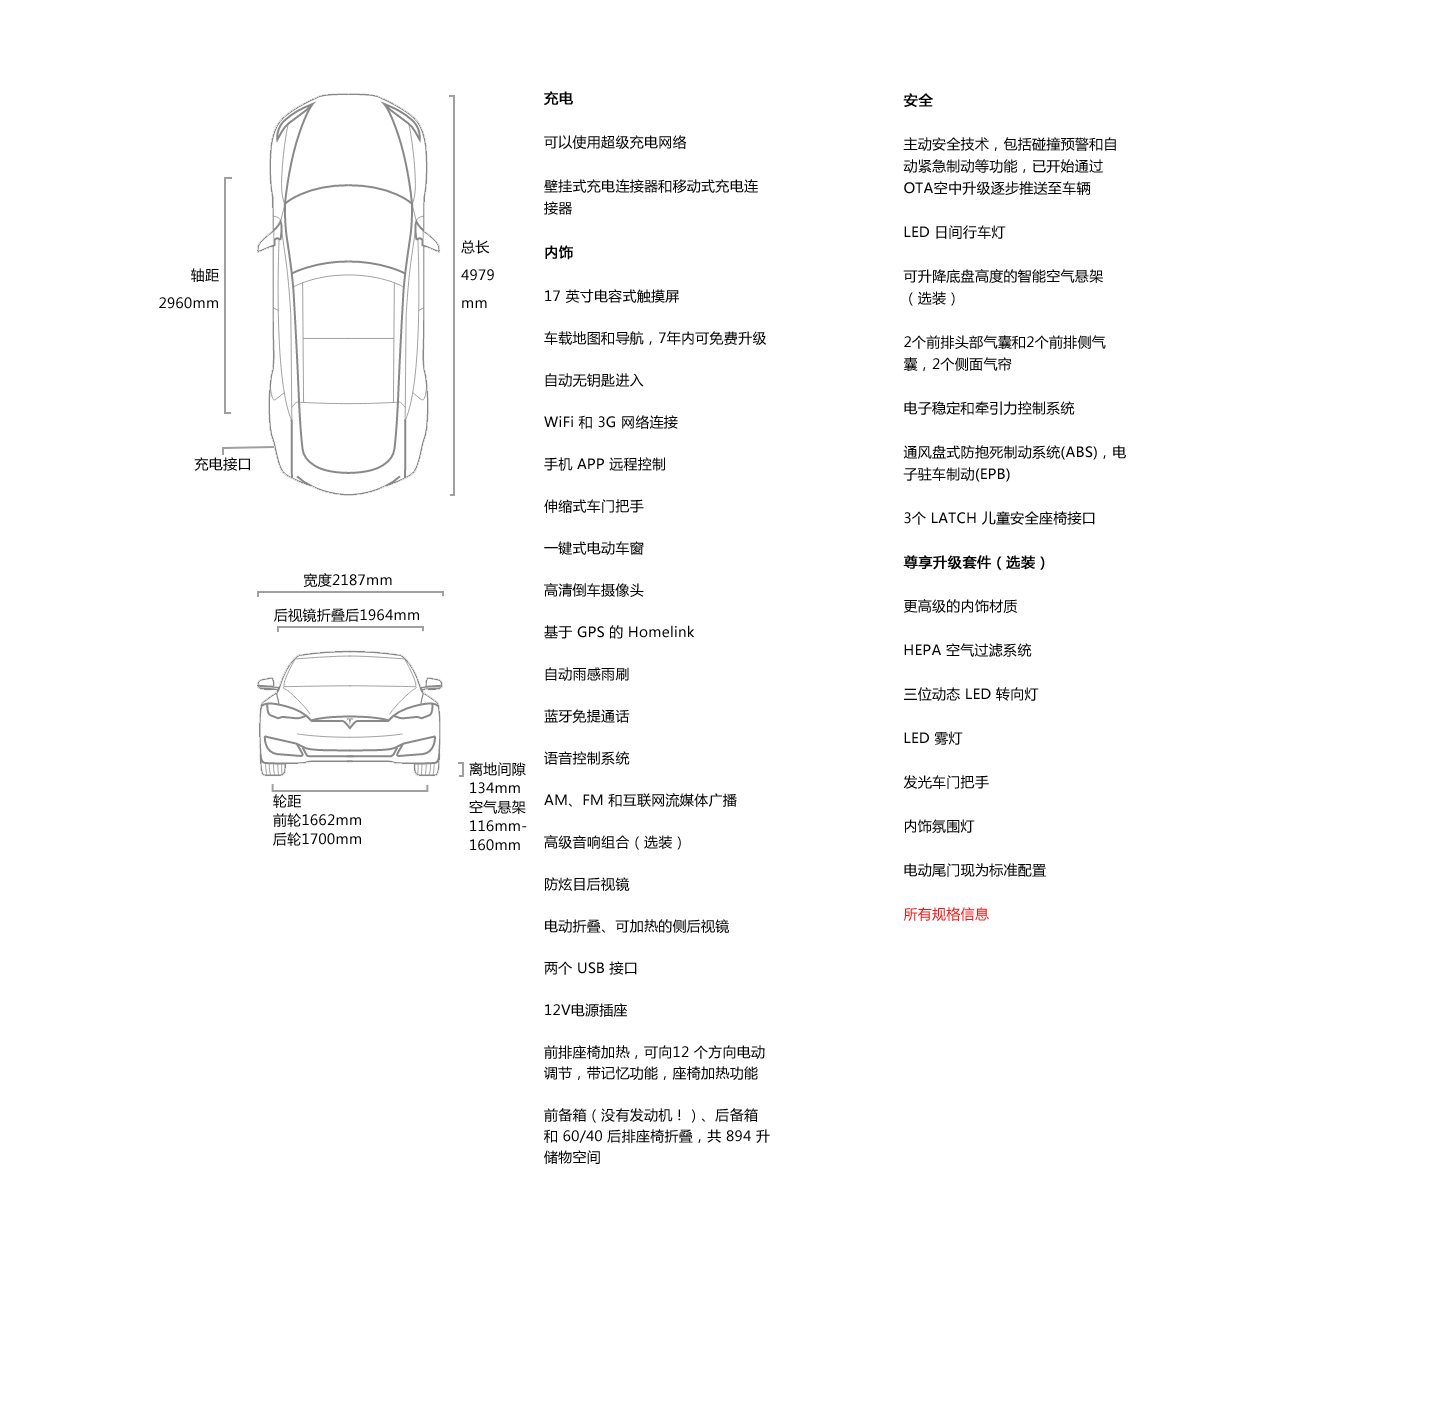 总长
4979
mm
轴距
2960mm
充电接口
宽度2187mm
后视镜折叠后1964mm
离地间隙
134mm
空气悬架
116mm-
160mm
轮距
前轮1662mm
后轮1700mm
充电
可以使用超级充电网络
壁挂式充电连接器和移动式充电连
接器
内饰
17 英寸电容式触摸屏
车载地图和导航，7年内可免费升级
自动无钥匙进入
WiFi 和 3G 网络连接
手机 APP 远程控制
伸缩式车门把手
一键式电动车窗
高清倒车摄像头
基于 GPS 的 Homelink
自动雨感雨刷
蓝牙免提通话
语音控制系统
AM、FM 和互联网流媒体广播
高级音响组合（选装）
防炫目后视镜
电动折叠、可加热的侧后视镜
两个 USB 接口
12V电源插座
前排座椅加热，可向12 个方向电动
调节，带记忆功能，座椅加热功能
前备箱（没有发动机！）、后备箱
和 60/40 后排座椅折叠，共 894 升
储物空间
安全
主动安全技术，包括碰撞预警和自
动紧急制动等功能，已开始通过
OTA空中升级逐步推送至车辆
LED 日间行车灯
可升降底盘高度的智能空气悬架
（选装）
2个前排头部气囊和2个前排侧气
囊，2个侧面气帘
电子稳定和牵引力控制系统
通风盘式防抱死制动系统(ABS)，电
子驻车制动(EPB)
3个 LATCH 儿童安全座椅接口
尊享升级套件（选装）
更高级的内饰材质
HEPA 空气过滤系统
三位动态 LED 转向灯
LED 雾灯
发光车门把手
内饰氛围灯
电动尾门现为标准配置
所有规格信息